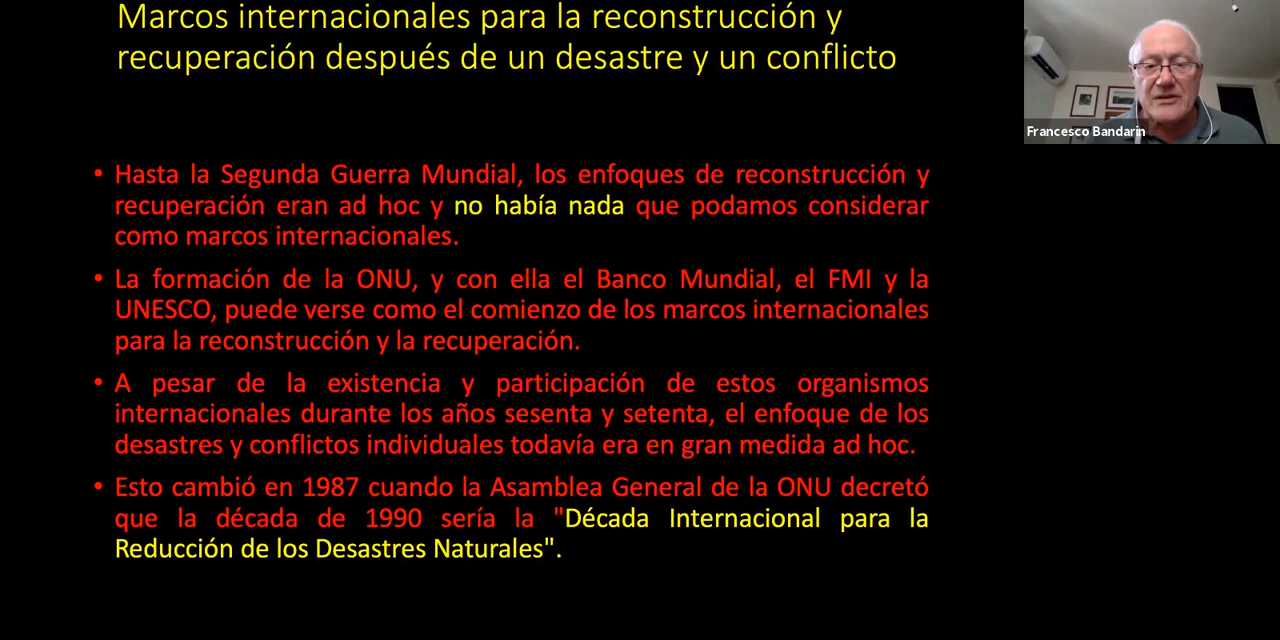 Marcos internacionales para la reconstrucción y
recuperación después de un desastre y un conflicto
Francesco Bandarin
• Hasta la Segunda Guerra Mundial, los enfoques de reconstrucción y
recuperación eran ad hoc y no había nada que podamos considerar
como marcos internacionales.
• La formación de la ONU, y con ella el Banco Mundial, el FMI y la
UNESCO, puede verse como el comienzo de los marcos internacionales
para la reconstrucción y la recuperación.
• A pesar de la existencia y participación de estos organismos
internacionales durante los años sesenta y setenta, el enfoque de los
desastres y conflictos individuales todavía era en gran medida ad hoc.
• Esto cambió en 1987 cuando la Asamblea General de la ONU decretó
que la década de 1990 sería la "Década Internacional para la
Reducción de los Desastres Naturales".